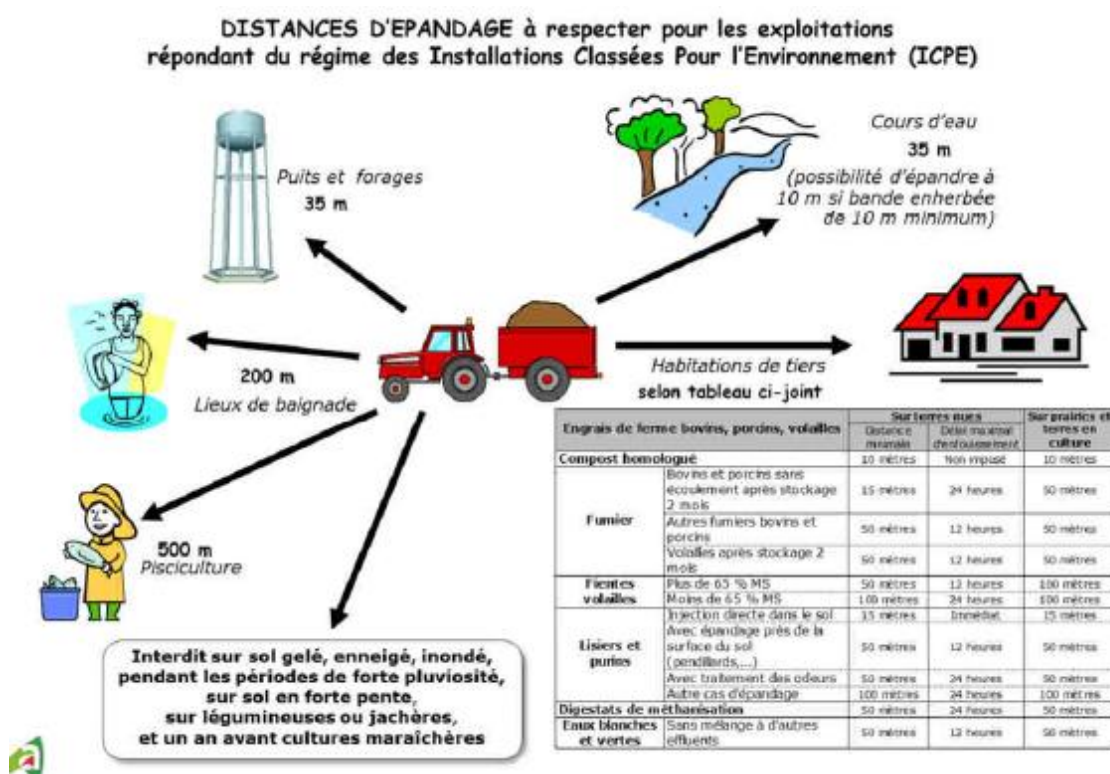 DISTANCES D'EPANDAGE à respecter pour les exploitations
répondant du régime des Installations Classées Pour l'Environnement (ICPE)
Puits et forages
35 m
Cours d'eau
35 m
(possibilité d'épandre à
10 m si bande enherbée
de 10 m minimum)
200 m
Lieux de baignade
Habitations de tiers
selon tableau ci-joint
500 m
Pisciculture
Interdit sur sol gelé, enneigé, inondé,
pendant les périodes de forte pluviosité,
sur sol en forte pente,
sur légumineuses ou jachères,
et un an avant cultures maraîchères
Engrais de ferme bovins, porcins, volailles
Sur terres nues
Sur prairies et
terres en
culture
Distance
minimale
Délai maximal
d'enfouissement
Compost homologué 10 mètres Non imposé 10 mètres
Fumier
Bovins et porcins sans
écoulement après stockage
2 mois
15 mètres 24 heures 50 mètres
Autres fumiers bovins et
porcins
50 mètres 12 heures 50 mètres
Volailles après stockage 2
mois
50 mètres 12 heures 50 mètres
Fientes
volailles
Plus de 65 % MS 50 mètres 12 heures 100 mètres
Moins de 65 % MS 100 mètres 24 heures 100 mètres
Lisiers et
purins
Injection directe dans le sol 15 mètres Immédiat 15 mètres
Avec épandage près de la
surface du sol
(pendillards,...)
50 mètres 12 heures 50 mètres
Avec traitement des odeurs 50 mètres 24 heures 50 mètres
Autre cas d'épandage 100 mètres 24 heures 100 mètres
Digestats de méthanisation 50 mètres 24 heures 50 mètres
Eaux blanches
et vertes
Sans mélange à d'autres
effluents
50 mètres 12 heures 50 mètres